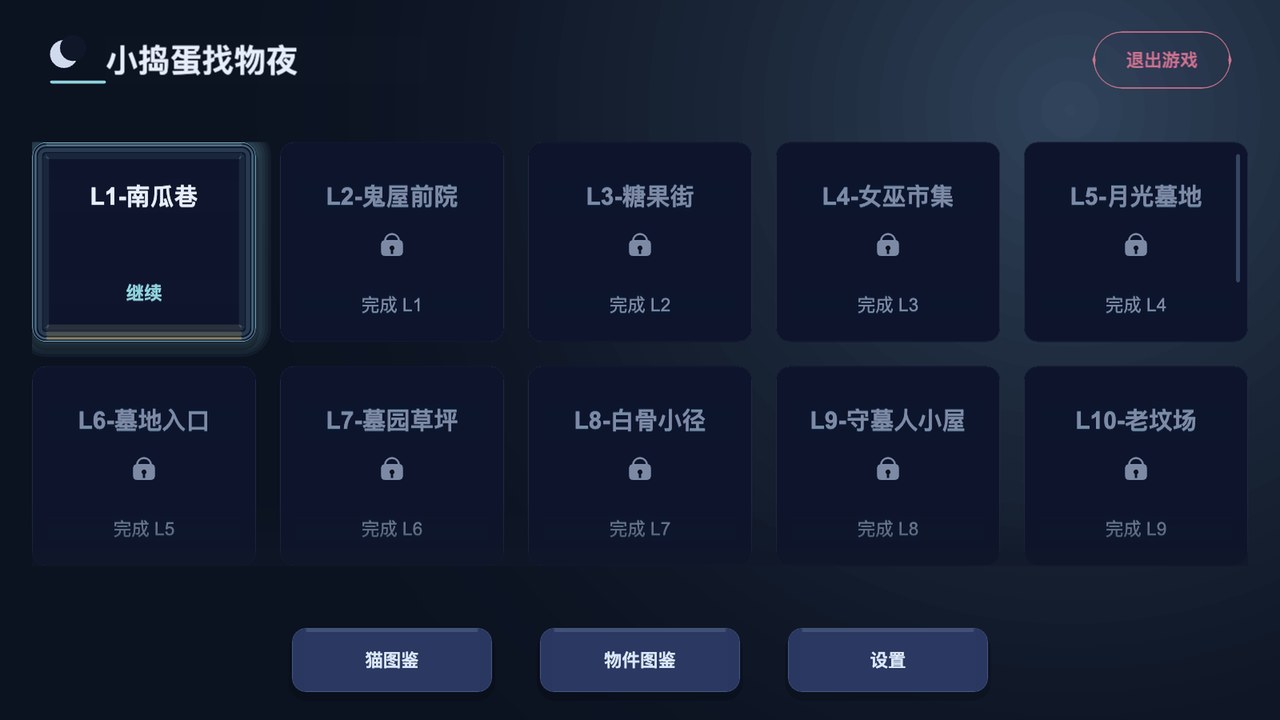 小捣蛋找物夜
退出游戏
L1-南瓜巷
继续
L2-鬼屋前院
完成 L1
L3-糖果街
完成 L2
L4-女巫市集
完成 L3
L5-月光墓地
完成 L4
L6-墓地入口
完成 L5
L7-墓园草坪
完成 L6
L8-白骨小径
完成 L7
L9-守墓人小屋
完成 L8
L10-老坟场
完成 L9
猫图鉴
物件图鉴
设置